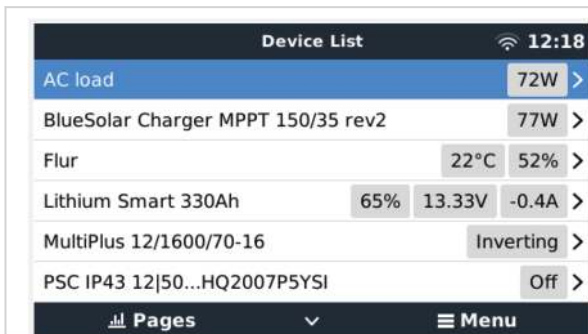 Device List 12:18
AC load 72W
BlueSolar Charger MPPT 150/35 rev2 77W
Flur 22°C 52%
Lithium Smart 330Ah 65% 13.33V -0.4A
MultiPlus 12/1600/70-16 Inverting
PSC IP43 12|50...HQ2007P5YSI Off
Pages Menu